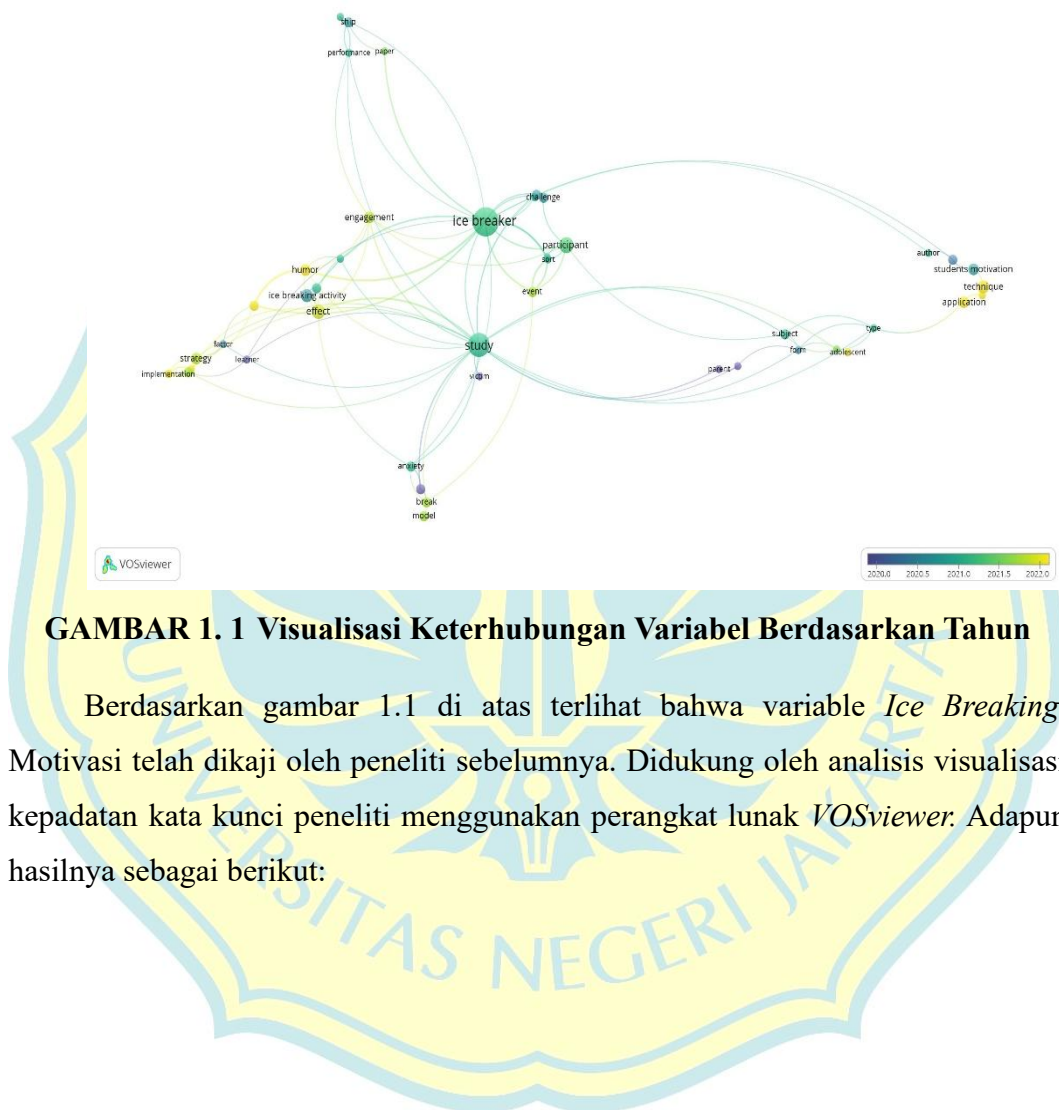 ship
performance paper
challenge
engagement
ice breaker
participant
sort
author
humor
students motivation
technique
event
ice breaking activity
application
effect
type
subject
factor
study
form
adolescent
strategy
learner
parent
implementation
victim
anxiety
break
model
VOSviewer
2020.0 2020.5 2021.0 2021.5 2022.0
GAMBAR 1. 1 Visualisasi Keterhubungan Variabel Berdasarkan Tahun
Berdasarkan gambar 1.1 di atas terlihat bahwa variable Ice Breaking
Motivasi telah dikaji oleh peneliti sebelumnya. Didukung oleh analisis visualisasi
kepadatan kata kunci peneliti menggunakan perangkat lunak VOSviewer. Adapun
hasilnya sebagai berikut:
UNIVERSITAS NEGERI JAKARTA